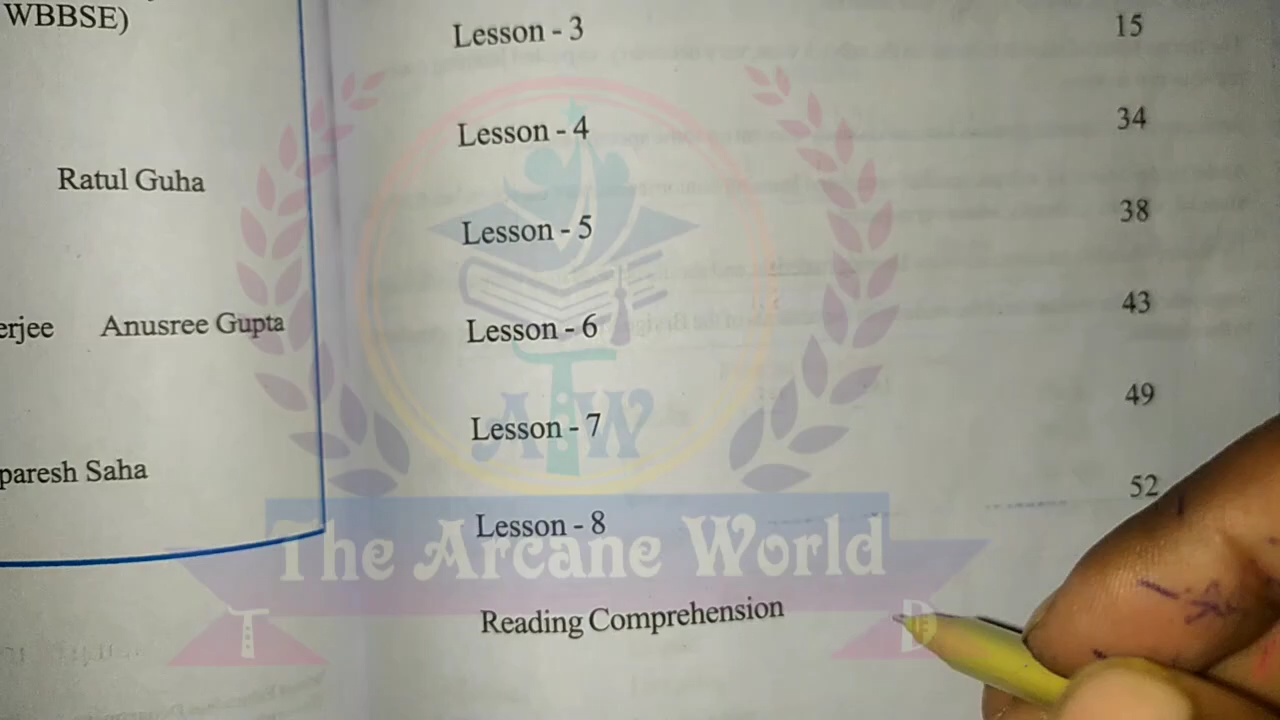 WBBSE)
Ratul Guha
erjee Anusree Gupta
paresh Saha
Lesson - 3 15
Lesson - 4 34
Lesson - 5 38
Lesson - 6 43
Lesson - 7 49
Lesson - 8 52
Reading Comprehension
A T W
The Arcane World
T